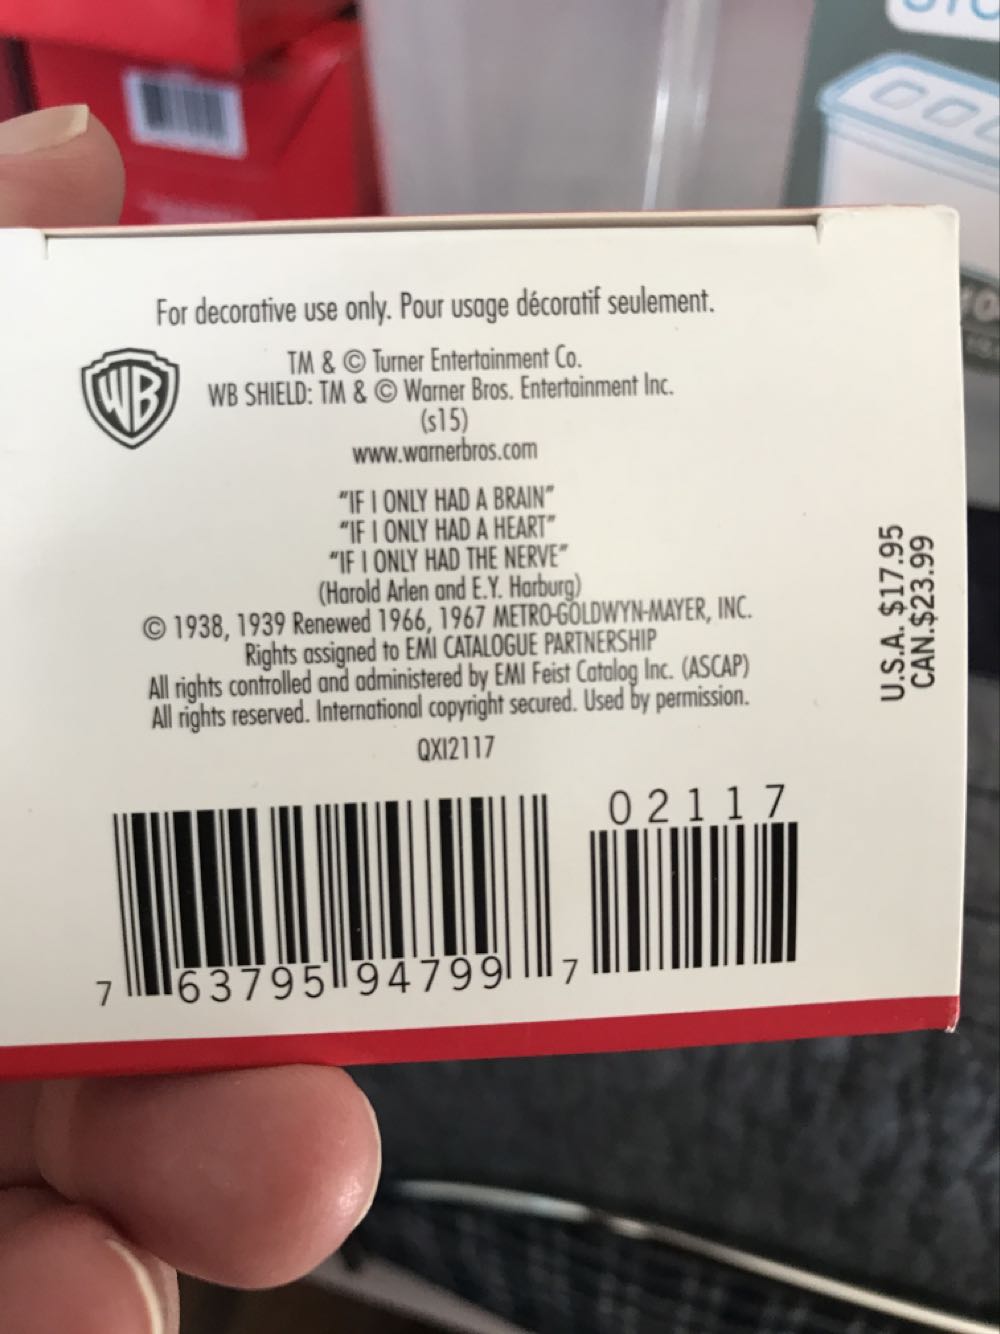 For decorative use only. Pour usage décoratif seulement.
WB
TM & © Turner Entertainment Co.
WB SHIELD: TM & © Warner Bros. Entertainment Inc.
(s15)
www.warnerbros.com
"IF I ONLY HAD A BRAIN"
"IF I ONLY HAD A HEART"
"IF I ONLY HAD THE NERVE"
(Harold Arlen and E.Y. Harburg)
© 1938, 1939 Renewed 1966, 1967 METRO-GOLDWYN-MAYER, INC.
Rights assigned to EMI CATALOGUE PARTNERSHIP
All rights controlled and administered by EMI Feist Catalog Inc. (ASCAP)
All rights reserved. International copyright secured. Used by permission.
QXI2117
U.S.A. $17.95
CAN.$23.99
02117
7 63795 94799 7